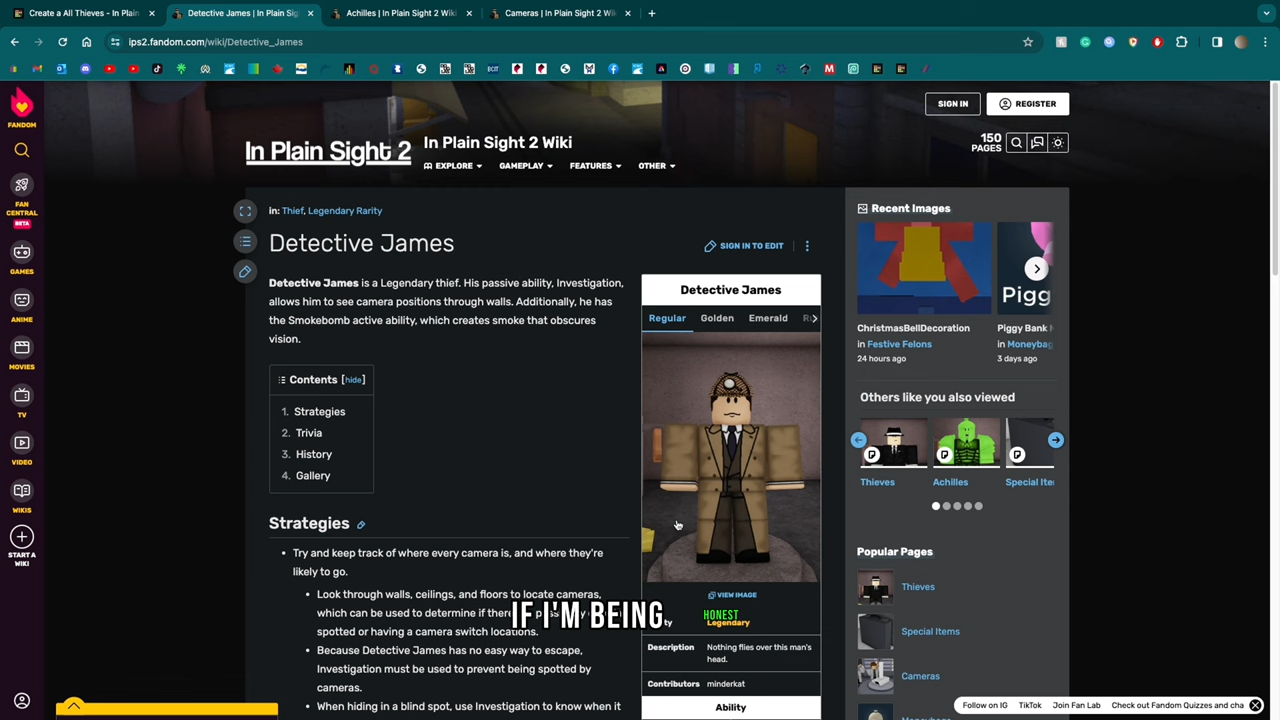 Create a All Thieves - In Plain
Detective James | In Plain Sigh
Achilles | In Plain Sight 2 Wiki
Cameras | In Plain Sight 2 Wiki
ips2.fandom.com/wiki/Detective_James
FANDOM
FAN
CENTRAL
BETA
GAMES
ANIME
MOVIES
TV
VIDEO
WIKIS
START A
WIKI
SIGN IN
REGISTER
In Plain Sight 2
In Plain Sight 2 Wiki
EXPLORE
GAMEPLAY
FEATURES
OTHER
150
PAGES
in: Thief, Legendary Rarity
Detective James
SIGN IN TO EDIT
Detective James is a Legendary thief. His passive ability, Investigation,
allows him to see camera positions through walls. Additionally, he has
the Smokebomb active ability, which creates smoke that obscures
vision.
Contents [hide]
1. Strategies
2. Trivia
3. History
4. Gallery
Strategies
Try and keep track of where every camera is, and where they're
likely to go.
Look through walls, ceilings, and floors to locate cameras,
which can be used to determine if there
spotted or having a camera switch locations.
Because Detective James has no easy way to escape,
Investigation must be used to prevent being spotted by
cameras.
When hiding in a blind spot, use Investigation to know when it
Detective James
Regular
Golden
Emerald
VIEW IMAGE
Legendary
Description
Nothing flies over this man's
head.
Contributors
minderkat
Ability
IF I'M BEING HONEST
Recent Images
Pigg
ChristmasBellDecoration
in Festive Felons
24 hours ago
Piggy Bank
in Moneybag
3 days ago
Others like you also viewed
Thieves
Achilles
Special Ite
Popular Pages
Thieves
Special Items
Cameras
Follow on IG
TikTok
Join Fan Lab
Check out Fandom Quizzes and cha